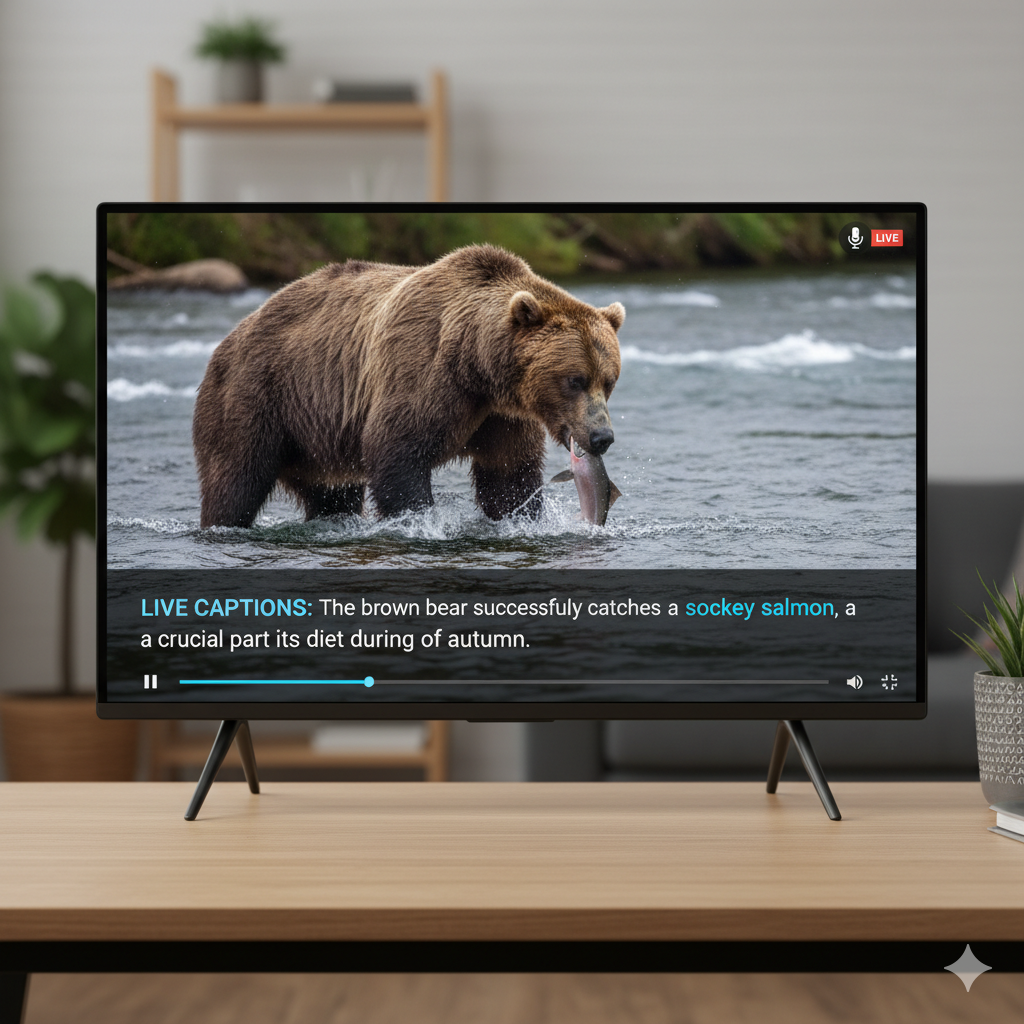 LIVE
LIVE CAPTIONS: The brown bear successfuly catches a sockey salmon, a
a crucial part its diet during of autumn.